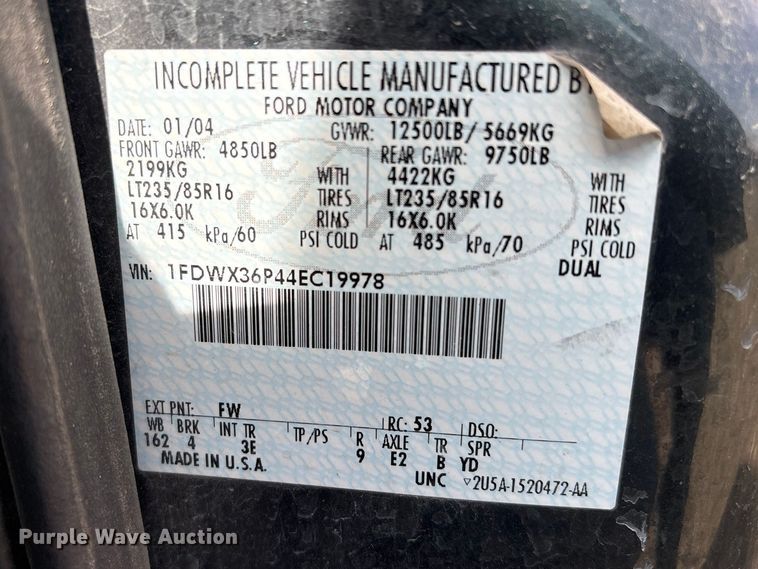 INCOMPLETE VEHICLE MANUFACTURED BY
FORD MOTOR COMPANY
DATE: 01/04 GVWR: 12500LB/ 5669KG
FRONT GAWR: 4850LB REAR GAWR: 9750LB
2199KG WITH 4422KG WITH
LT235/85R16 TIRES LT235/85R16 TIRES
16X6.0K RIMS 16X6.0K RIMS
AT 415 kPa/60 PSI COLD AT 485 kPa/70 PSI COLD
DUAL
VIN: 1FDWX36P44EC19978
EXT PNT: FW RC: 53 DSO:
WB BRK INT TR TP/PS R AXLE TR SPR
162 4 3E 9 E2 B YD
MADE IN U.S.A. UNC ▽2U5A-1520472-AA
Ford
Purple Wave Auction